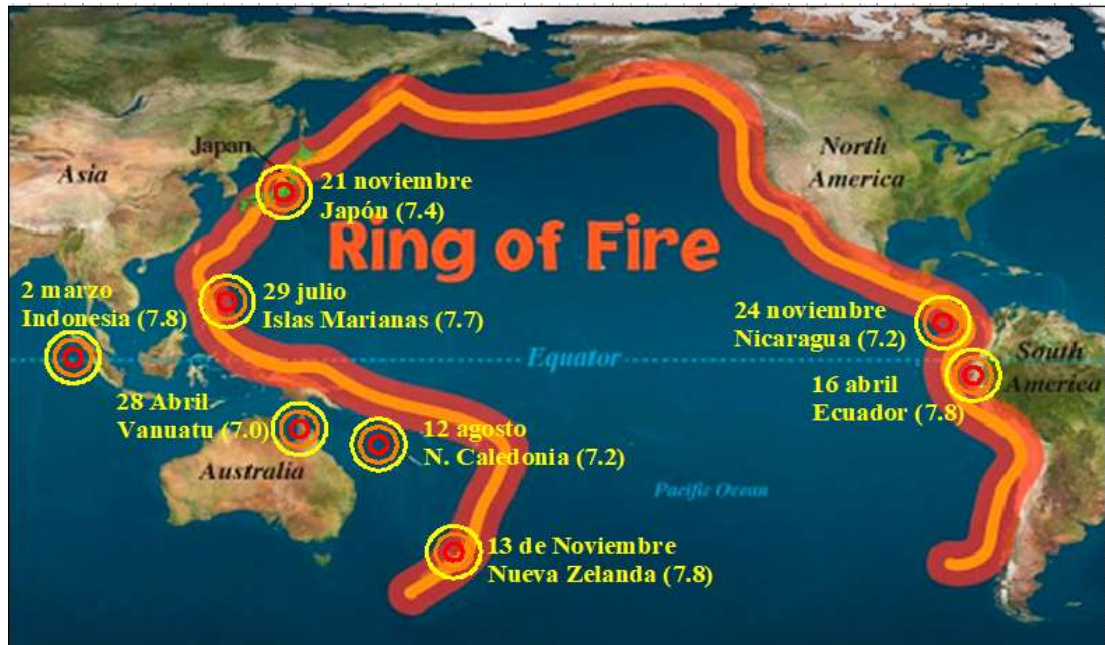 Japan
Asia
21 noviembre
Japón (7.4)
North
America
Ring of Fire
2 marzo
Indonesia (7.8)
29 julio
Islas Marianas (7.7)
24 noviembre
Nicaragua (7.2)
Equator
South
America
28 Abril
Vanuatu (7.0)
16 abril
Ecuador (7.8)
12 agosto
N. Caledonia (7.2)
Australia
Pacific Ocean
13 de Noviembre
Nueva Zelanda (7.8)